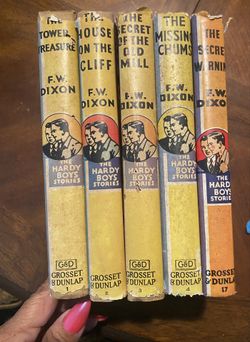 THE
TOWER
TREASURE
F.W.
DIXON
THE
HARDY
BOYS
STORIES
G&D
GROSSET
& DUNLAP
THE
HOUSE
ON THE
CLIFF
F.W.
DIXON
THE
HARDY
BOYS
STORIES
G&D
GROSSET
& DUNLAP
2
THE
SECRET
OF THE
OLD
MILL
F.W.
DIXON
THE
HARDY
BOYS
STORIES
G&D
GROSSET
& DUNLAP
3
THE
MISSING
CHUMS
F.W.
DIXON
THE
HARDY
BOYS
STORIES
G&D
GROSSET
& DUNLAP
4
THE
SECRET
WARNIN
F.W.
DIXON
THE
HARDY
BOYS
STORIES
GROSSET
& DUNLAP
17